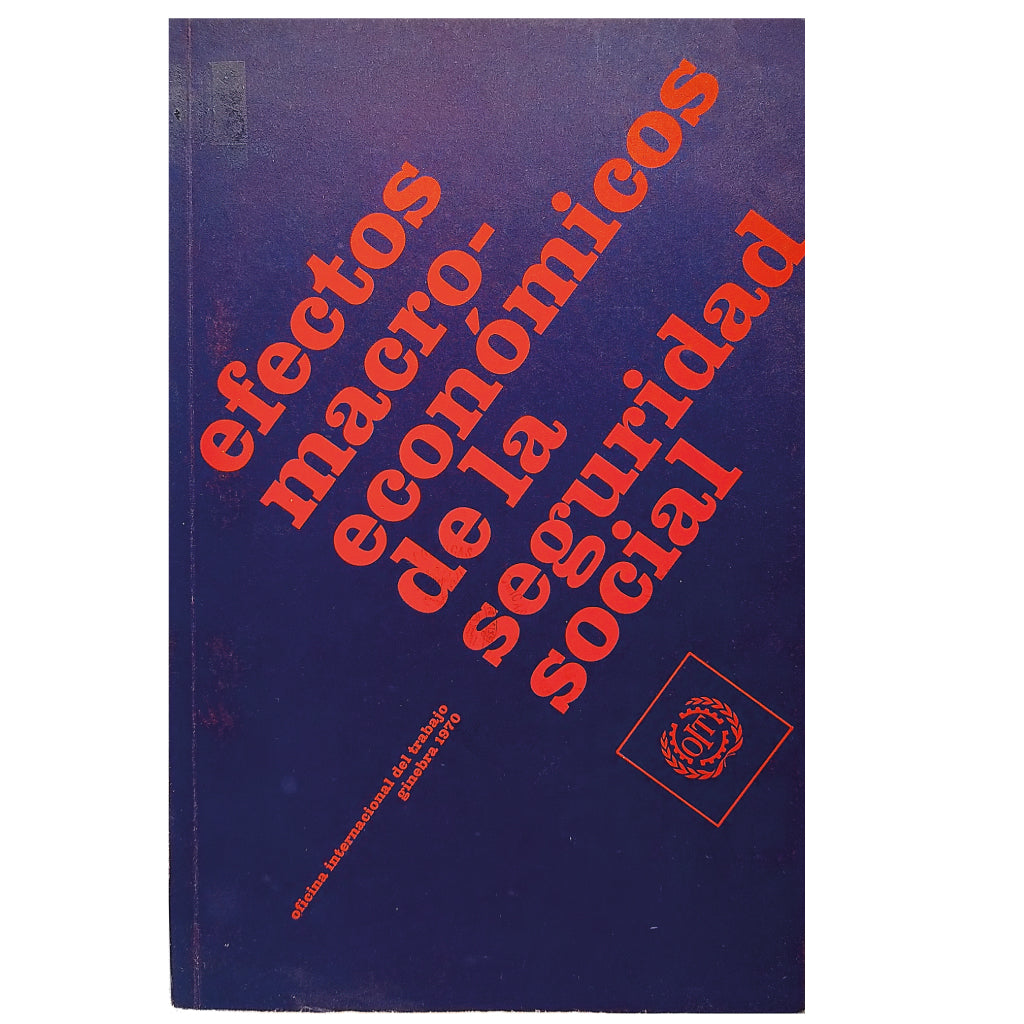 efectos
macro-
económicos
de la
seguridad
social
oficina internacional del trabajo
ginebra 1970
OIT